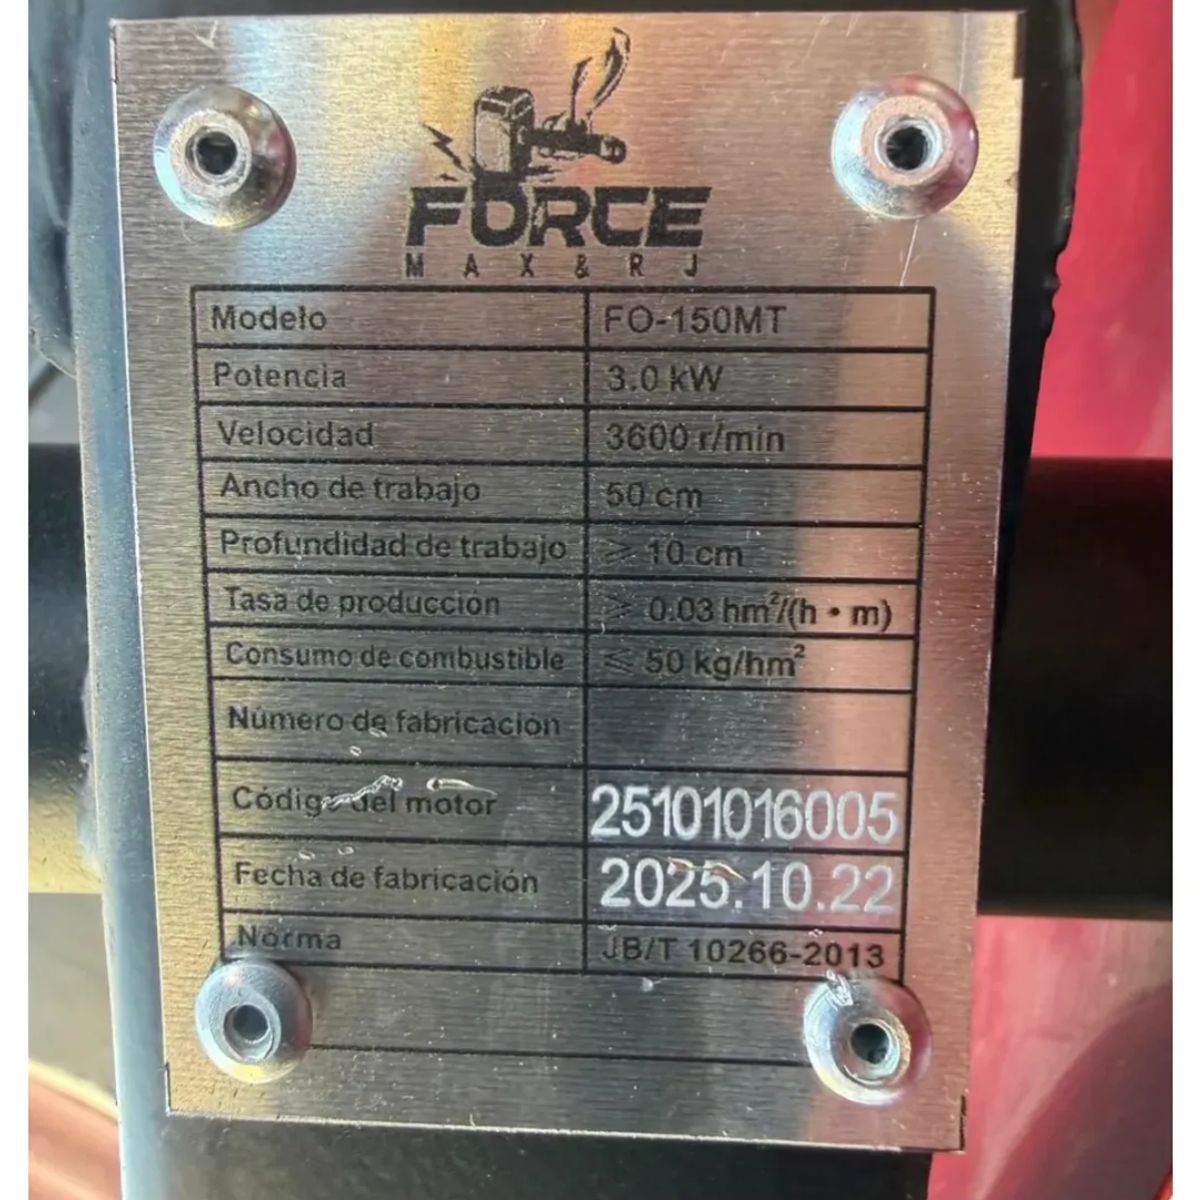 FORCE
MAX&RJ
Modelo FO-150MT
Potencia 3.0 kW
Velocidad 3600 r/min
Ancho de trabajo 50 cm
Profundidad de trabajo ≥ 10 cm
Tasa de producción ≥ 0.03 hm²/(h・m)
Consumo de combustible ≤ 50 kg/hm²
Número de fabricación
Código del motor 25101016005
Fecha de fabricación 2025.10.22
Norma JB/T 10266-2013